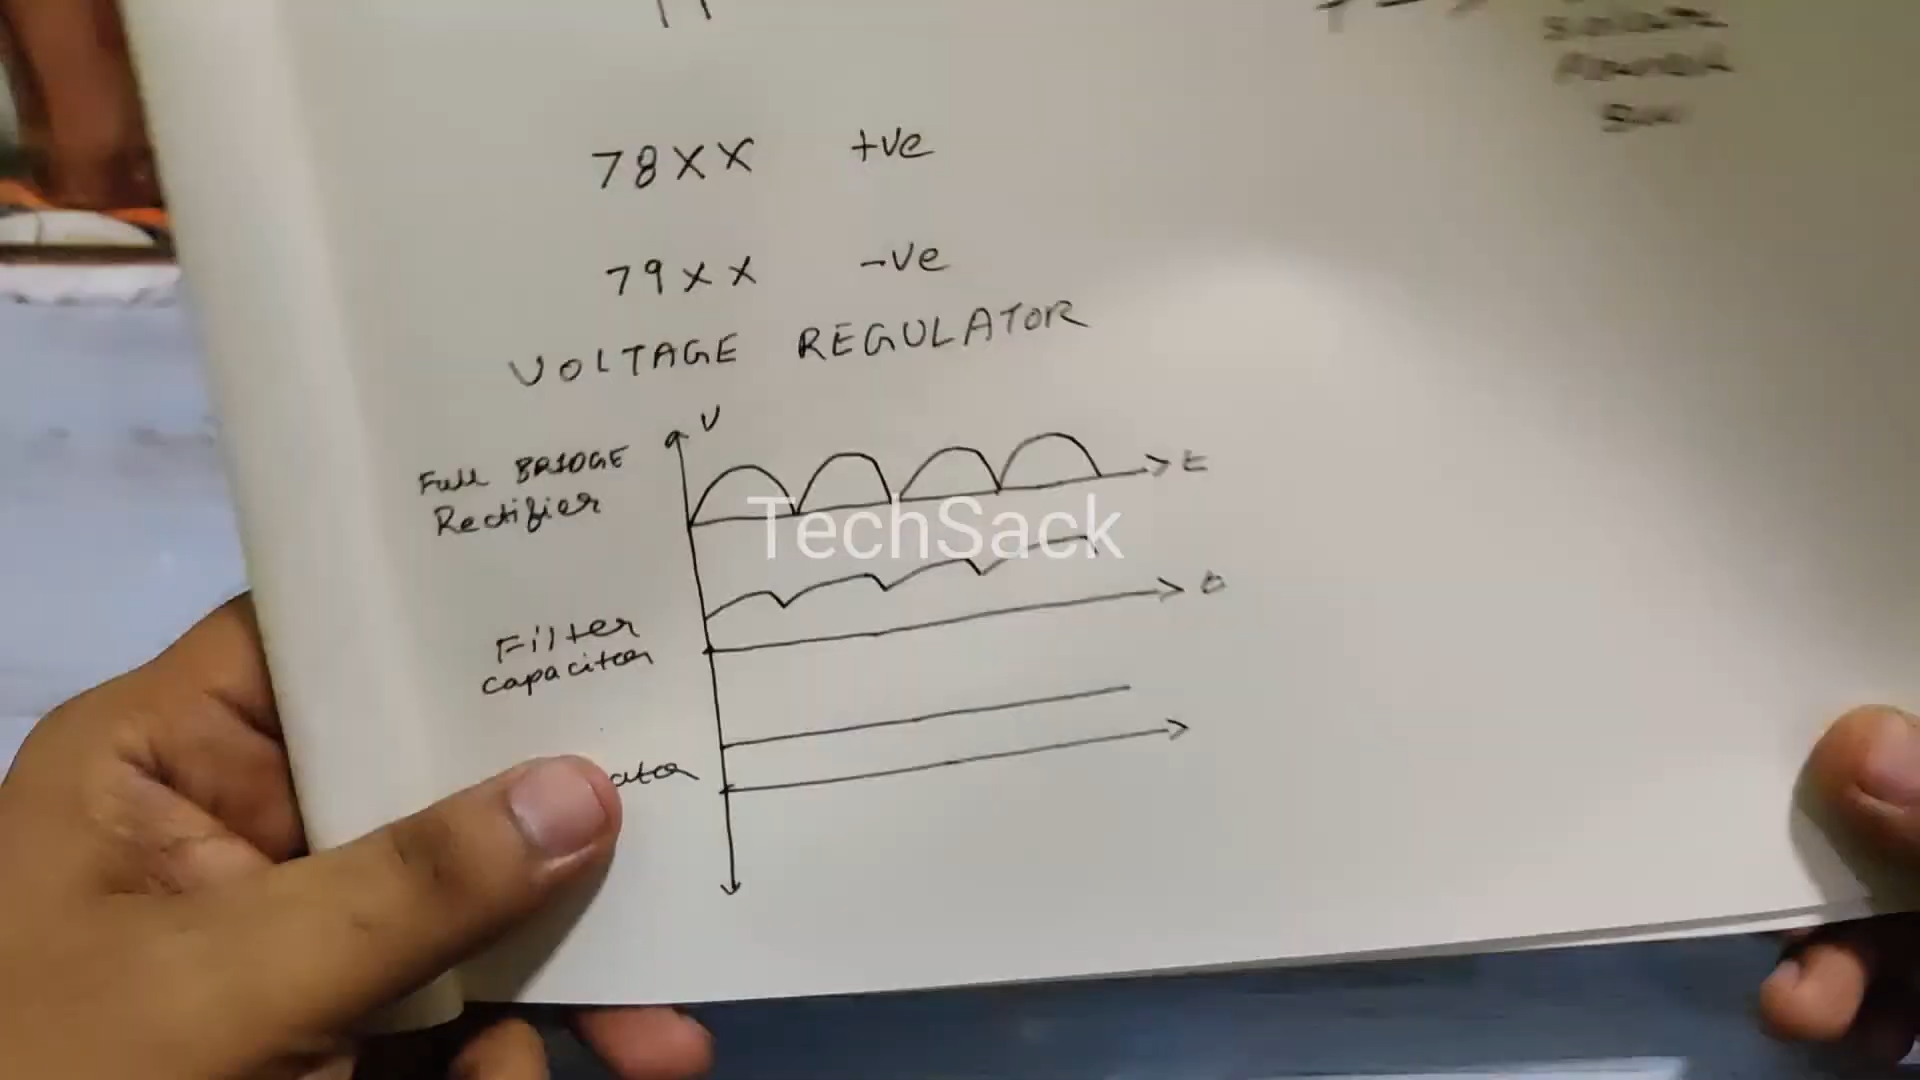 78XX +ve
79XX -ve
VOLTAGE REGULATOR
V
Full BRIDGE
Rectifier
t
TechSack
Filter
capacitor
t